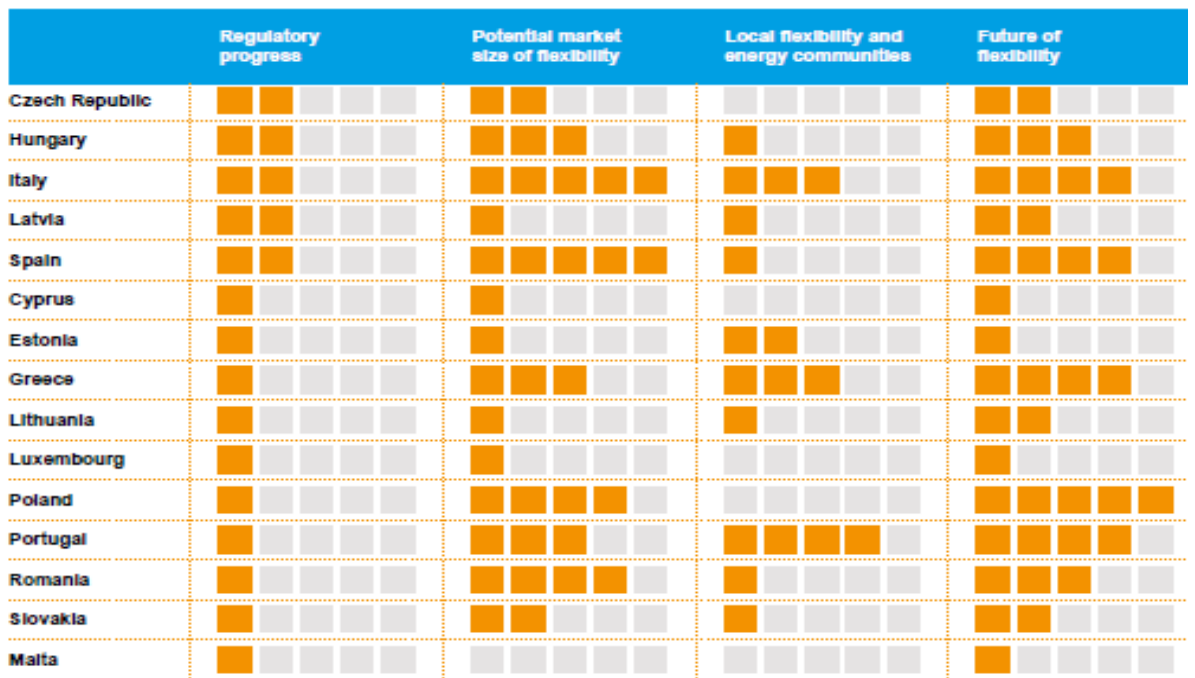 Regulatory progress
Potential market size of flexibility
Local flexibility and energy communities
Future of flexibility
Czech Republic
Hungary
Italy
Latvia
Spain
Cyprus
Estonia
Greece
Lithuania
Luxembourg
Poland
Portugal
Romania
Slovakia
Malta